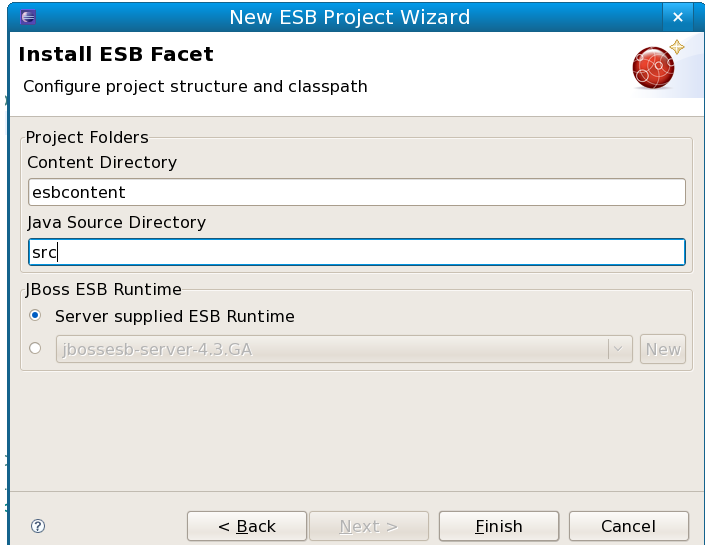 New ESB Project Wizard
Install ESB Facet
Configure project structure and classpath
Project Folders
Content Directory
esbcontent
Java Source Directory
src
JBoss ESB Runtime
Server supplied ESB Runtime
jbossesb-server-4.3.GA New
< Back Next > Finish Cancel